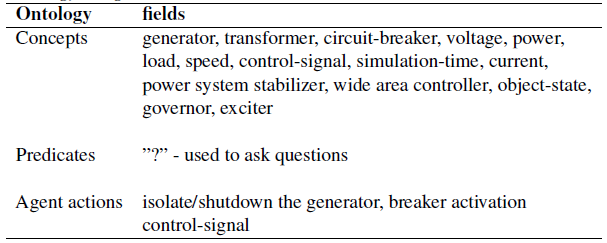 Ontology fields
Concepts generator, transformer, circuit-breaker, voltage, power,
load, speed, control-signal, simulation-time, current,
power system stabilizer, wide area controller, object-state,
governor, exciter
Predicates ”?” - used to ask questions
Agent actions isolate/shutdown the generator, breaker activation
control-signal